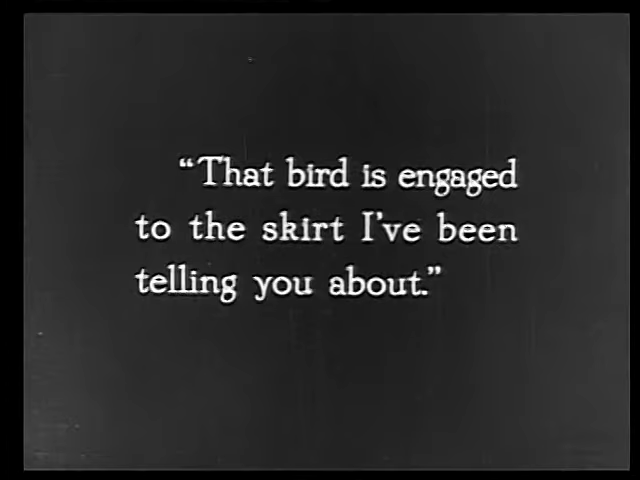 “That bird is engaged
to the skirt I’ve been
telling you about.”